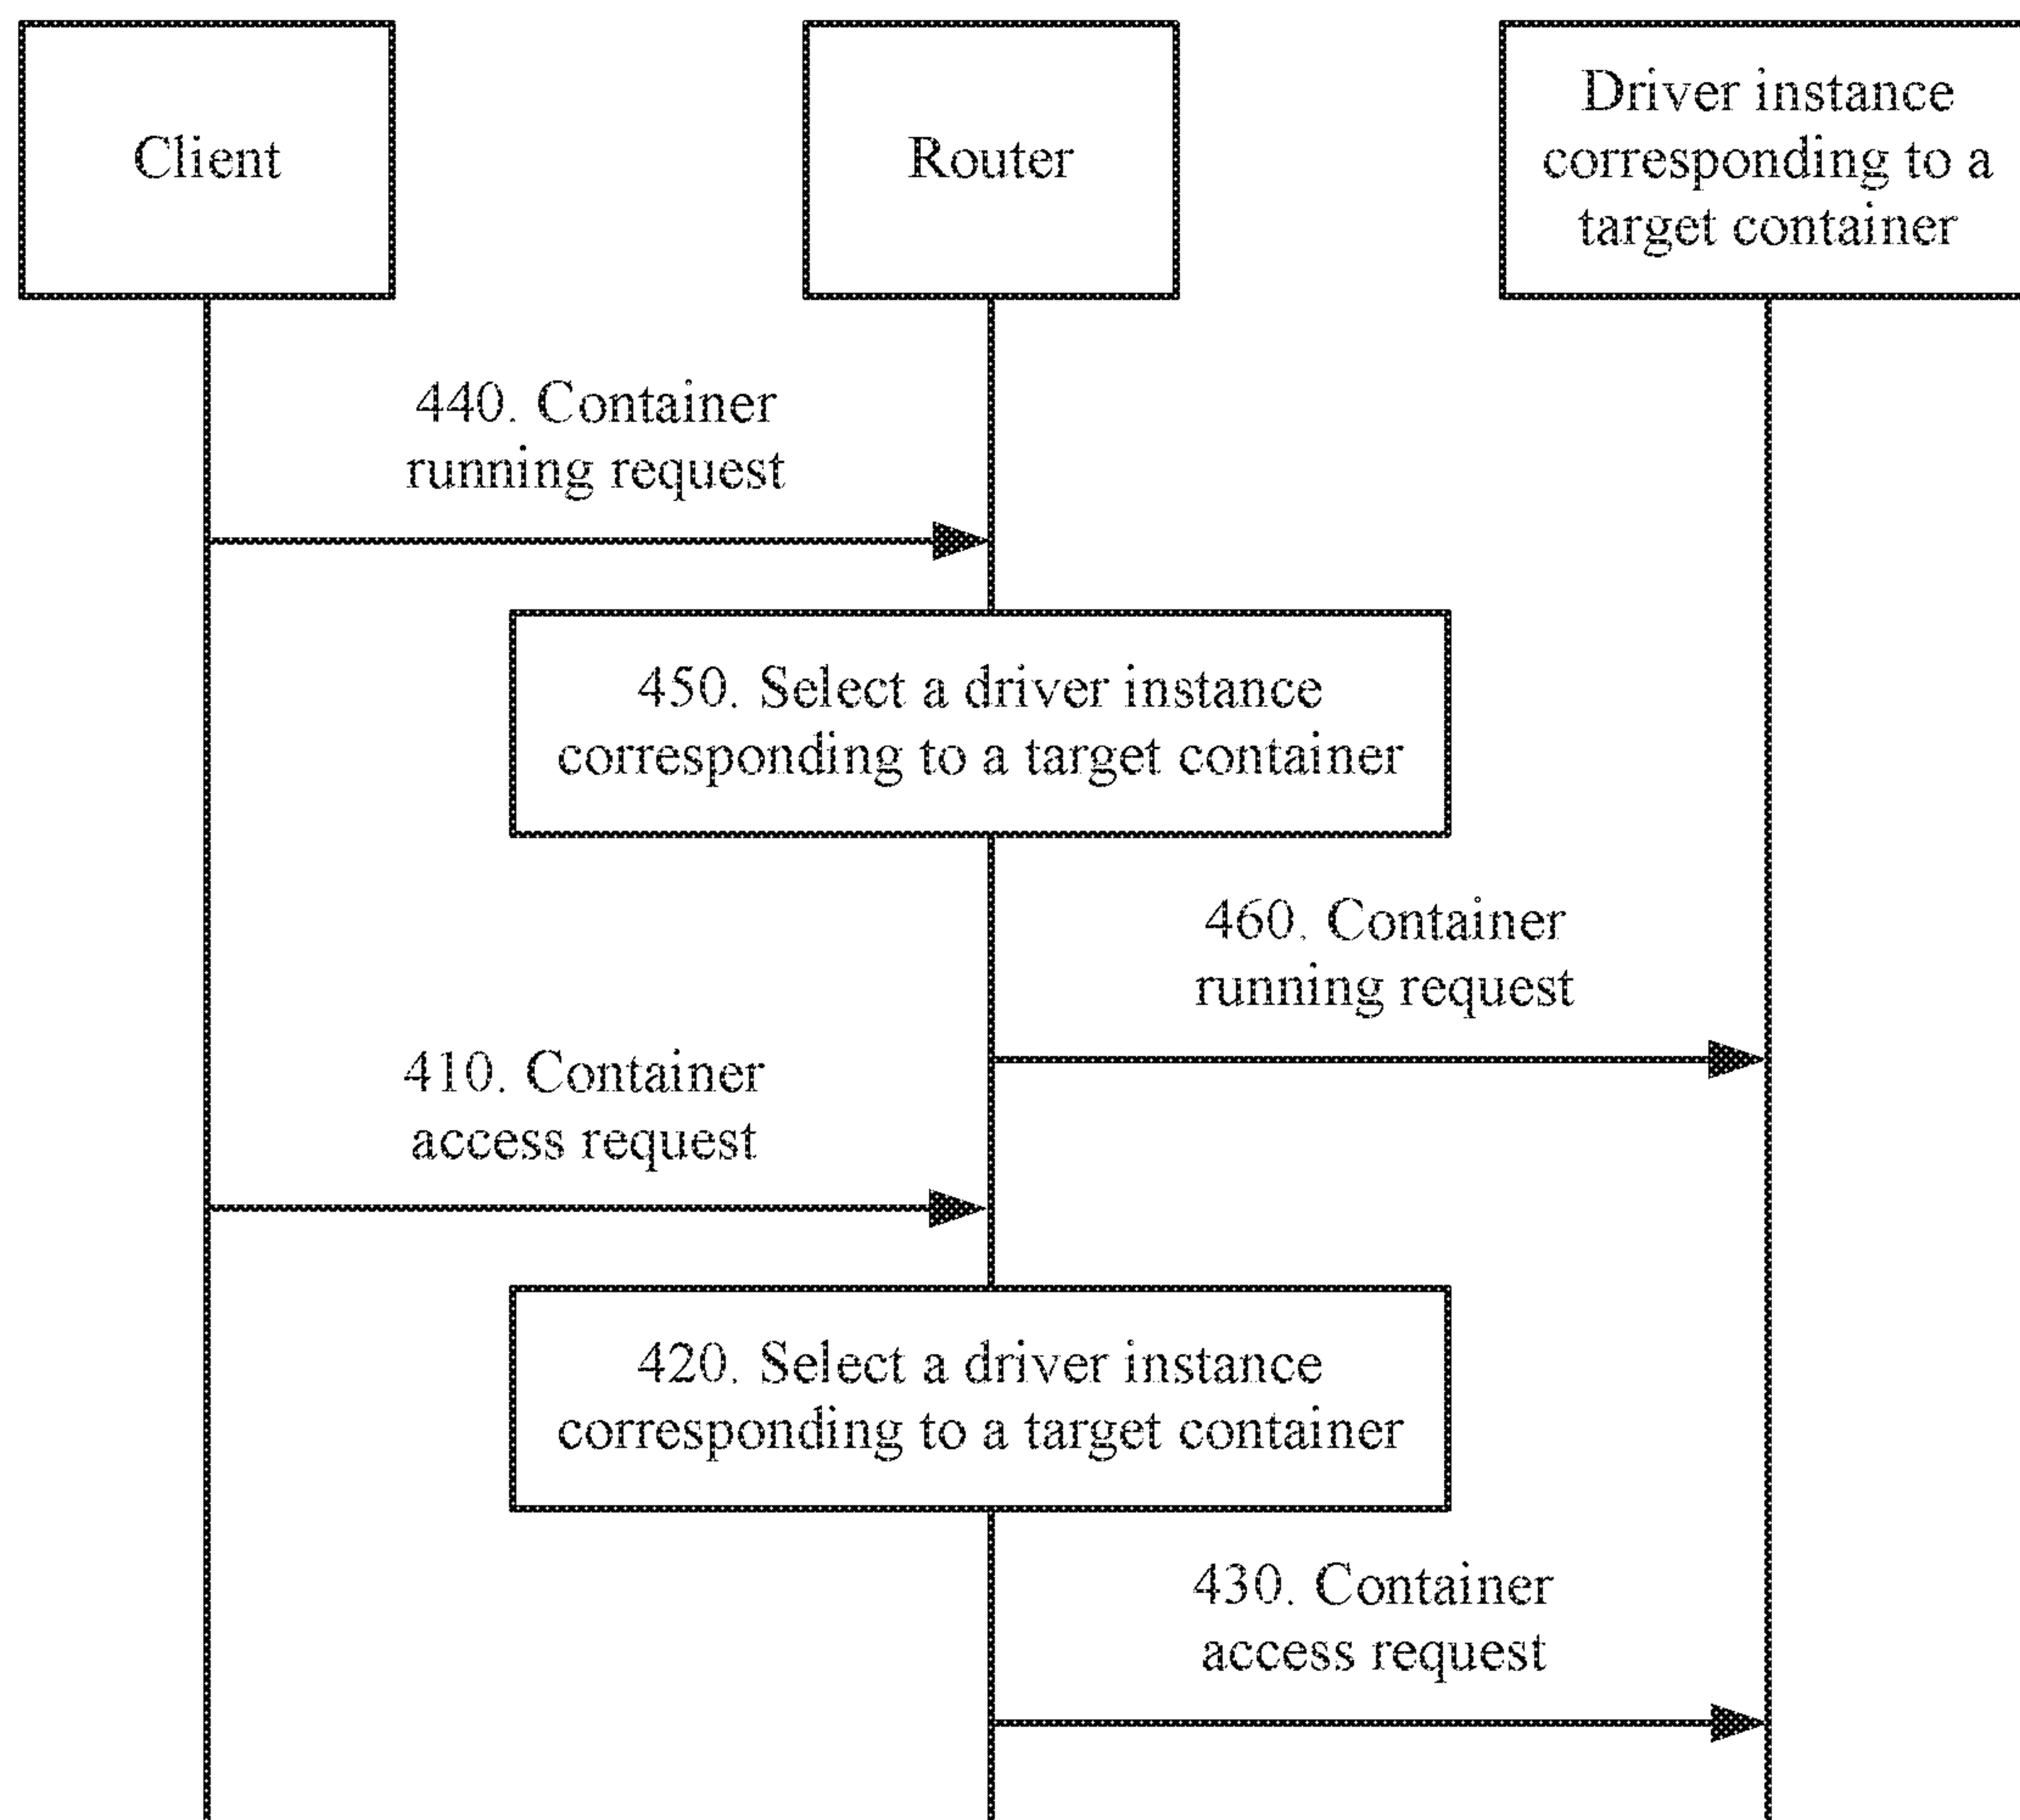 Client
Router
Driver instance
corresponding to a
target container
440. Container
running request
450. Select a driver instance
corresponding to a target container
460. Container
running request
410. Container
access request
420. Select a driver instance
corresponding to a target container
430. Container
access request